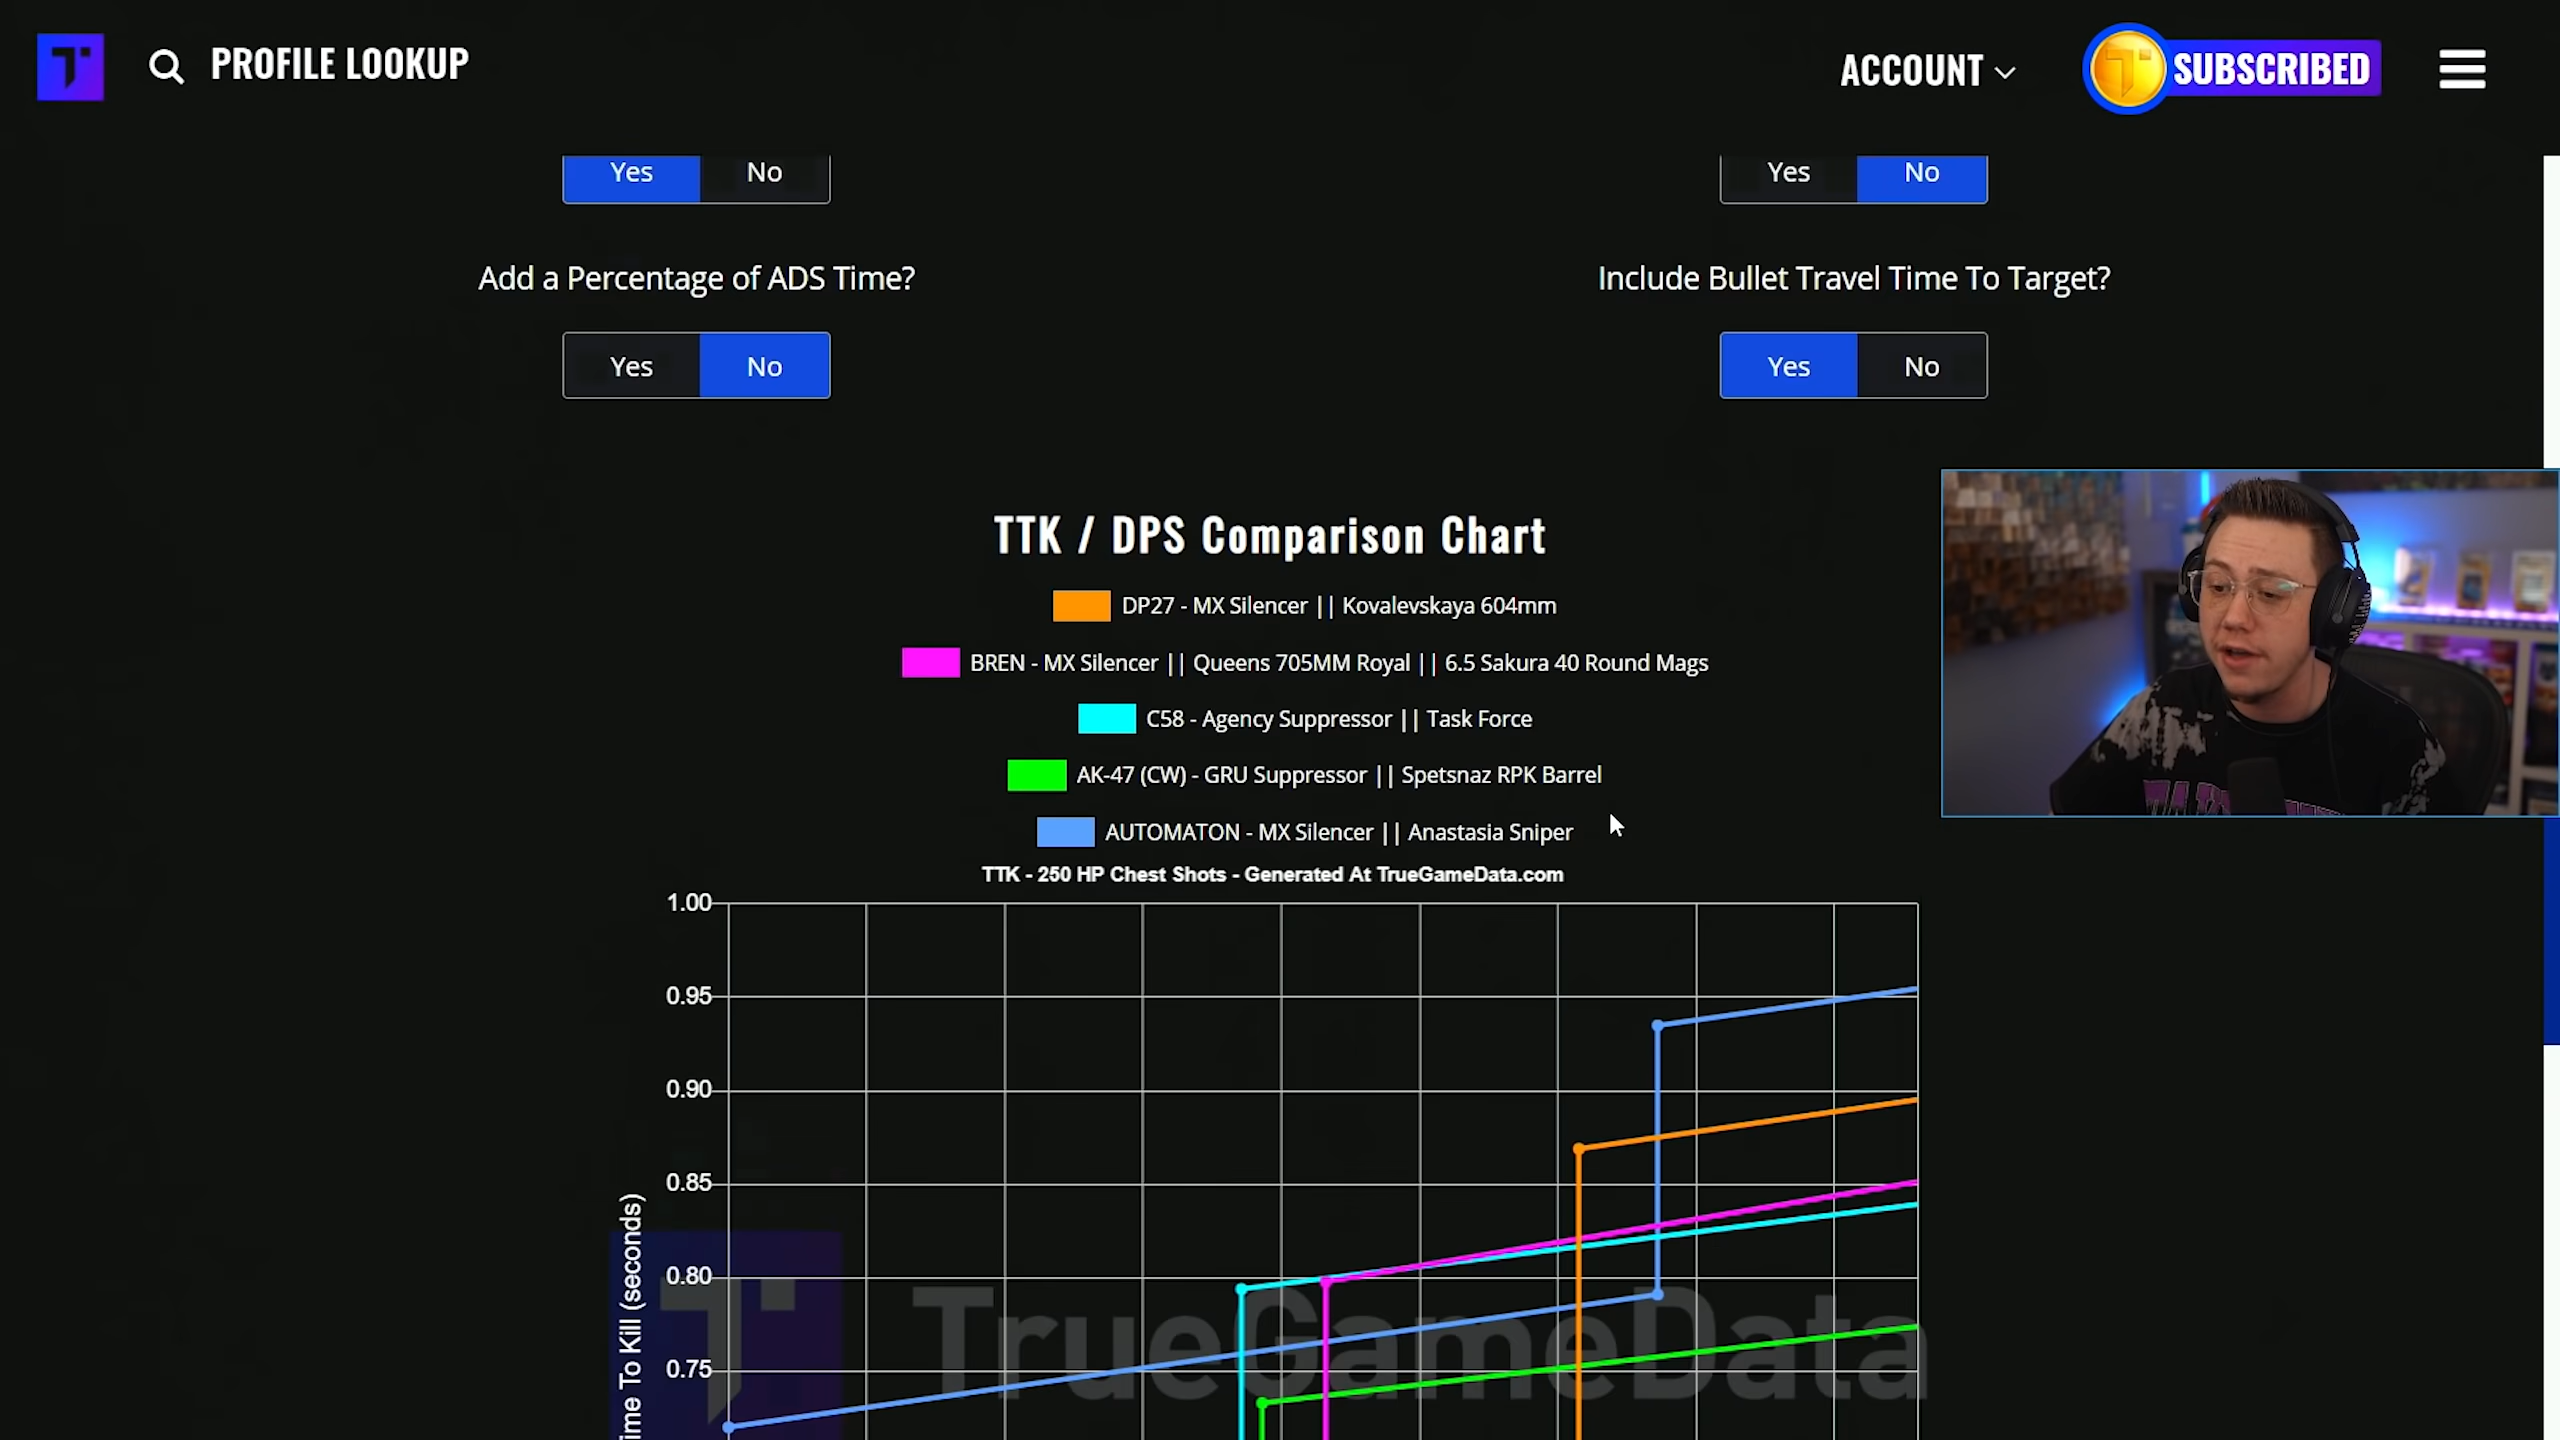 PROFILE LOOKUP
ACCOUNT
SUBSCRIBED
Yes No
Yes No
Add a Percentage of ADS Time?
Include Bullet Travel Time To Target?
Yes No
Yes No
TTK / DPS Comparison Chart
DP27 - MX Silencer || Kovalevskaya 604mm
BREN - MX Silencer || Queens 705MM Royal || 6.5 Sakura 40 Round Mags
C58 - Agency Suppressor || Task Force
AK-47 (CW) - GRU Suppressor || Spetsnaz RPK Barrel
AUTOMATON - MX Silencer || Anastasia Sniper
TTK - 250 HP Chest Shots - Generated At TrueGameData.com
1.00
0.95
0.90
0.85
0.80
0.75
ime To Kill (seconds)
TrueGameData